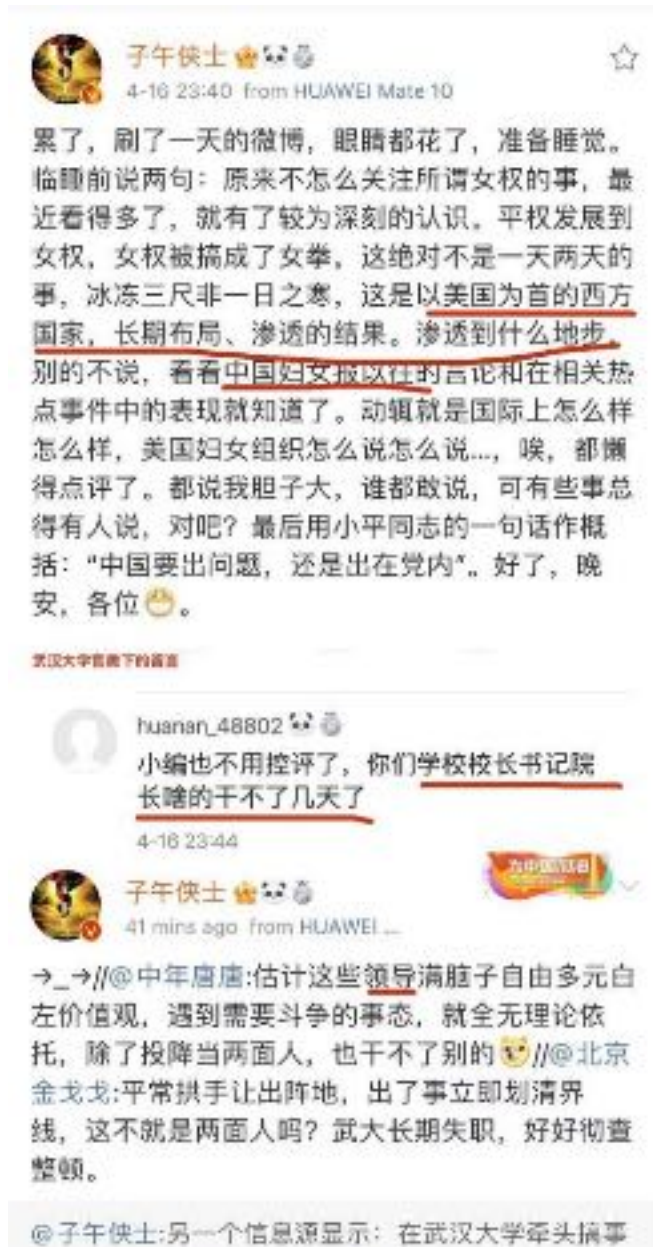 子午侠士
4-16 23:40 from HUAWEI Mate 10
累了，刷了一天的微博，眼睛都花了，准备睡觉。
临睡前说两句：原来不怎么关注所谓女权的事，最
近看得多了，就有了较为深刻的认识。平权发展到
女权，女权被搞成了女拳，这绝对不是一天两天的
事，冰冻三尺非一日之寒，这是以美国为首的西方
国家，长期布局、渗透的结果。渗透到什么地步，
别的不说，看看中国妇女报以往的言论和在相关热
点事件中的表现就知道了。动辄就是国际上怎么样
怎么样，美国妇女组织怎么说怎么说...，唉，都懒
得点评了。都说我胆子大，谁都敢说，可有些事总
得有人说，对吧？最后用小平同志的一句话作概
括：“中国要出问题，还是出在党内”。好了，晚
安，各位。
武汉大学官微下的留言
huanan_48802
小编也不用控评了，你们学校校长书记院
长啥的干不了几天了
4-16 23:44
子午侠士
41 mins ago from HUAWEI ...
→_→//@中年唐唐:估计这些领导满脑子自由多元白
左价值观，遇到需要斗争的事态，就全无理论依
托，除了投降当两面人，也干不了别的//@北京
金戈戈:平常拱手让出阵地，出了事立即划清界
线，这不就是两面人吗？武大长期失职，好好彻查
整顿。
@子午侠士:另一个信息源显示：在武汉大学牵头搞事